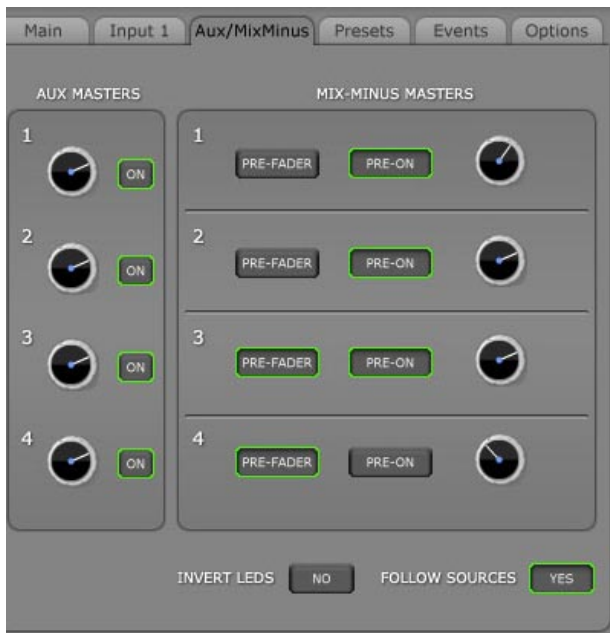 Main Input 1 Aux/MixMinus Presets Events Options
AUX MASTERS MIX-MINUS MASTERS
1 ON 1 PRE-FADER PRE-ON
2 ON 2 PRE-FADER PRE-ON
3 ON 3 PRE-FADER PRE-ON
4 ON 4 PRE-FADER PRE-ON
INVERT LEDS NO FOLLOW SOURCES YES